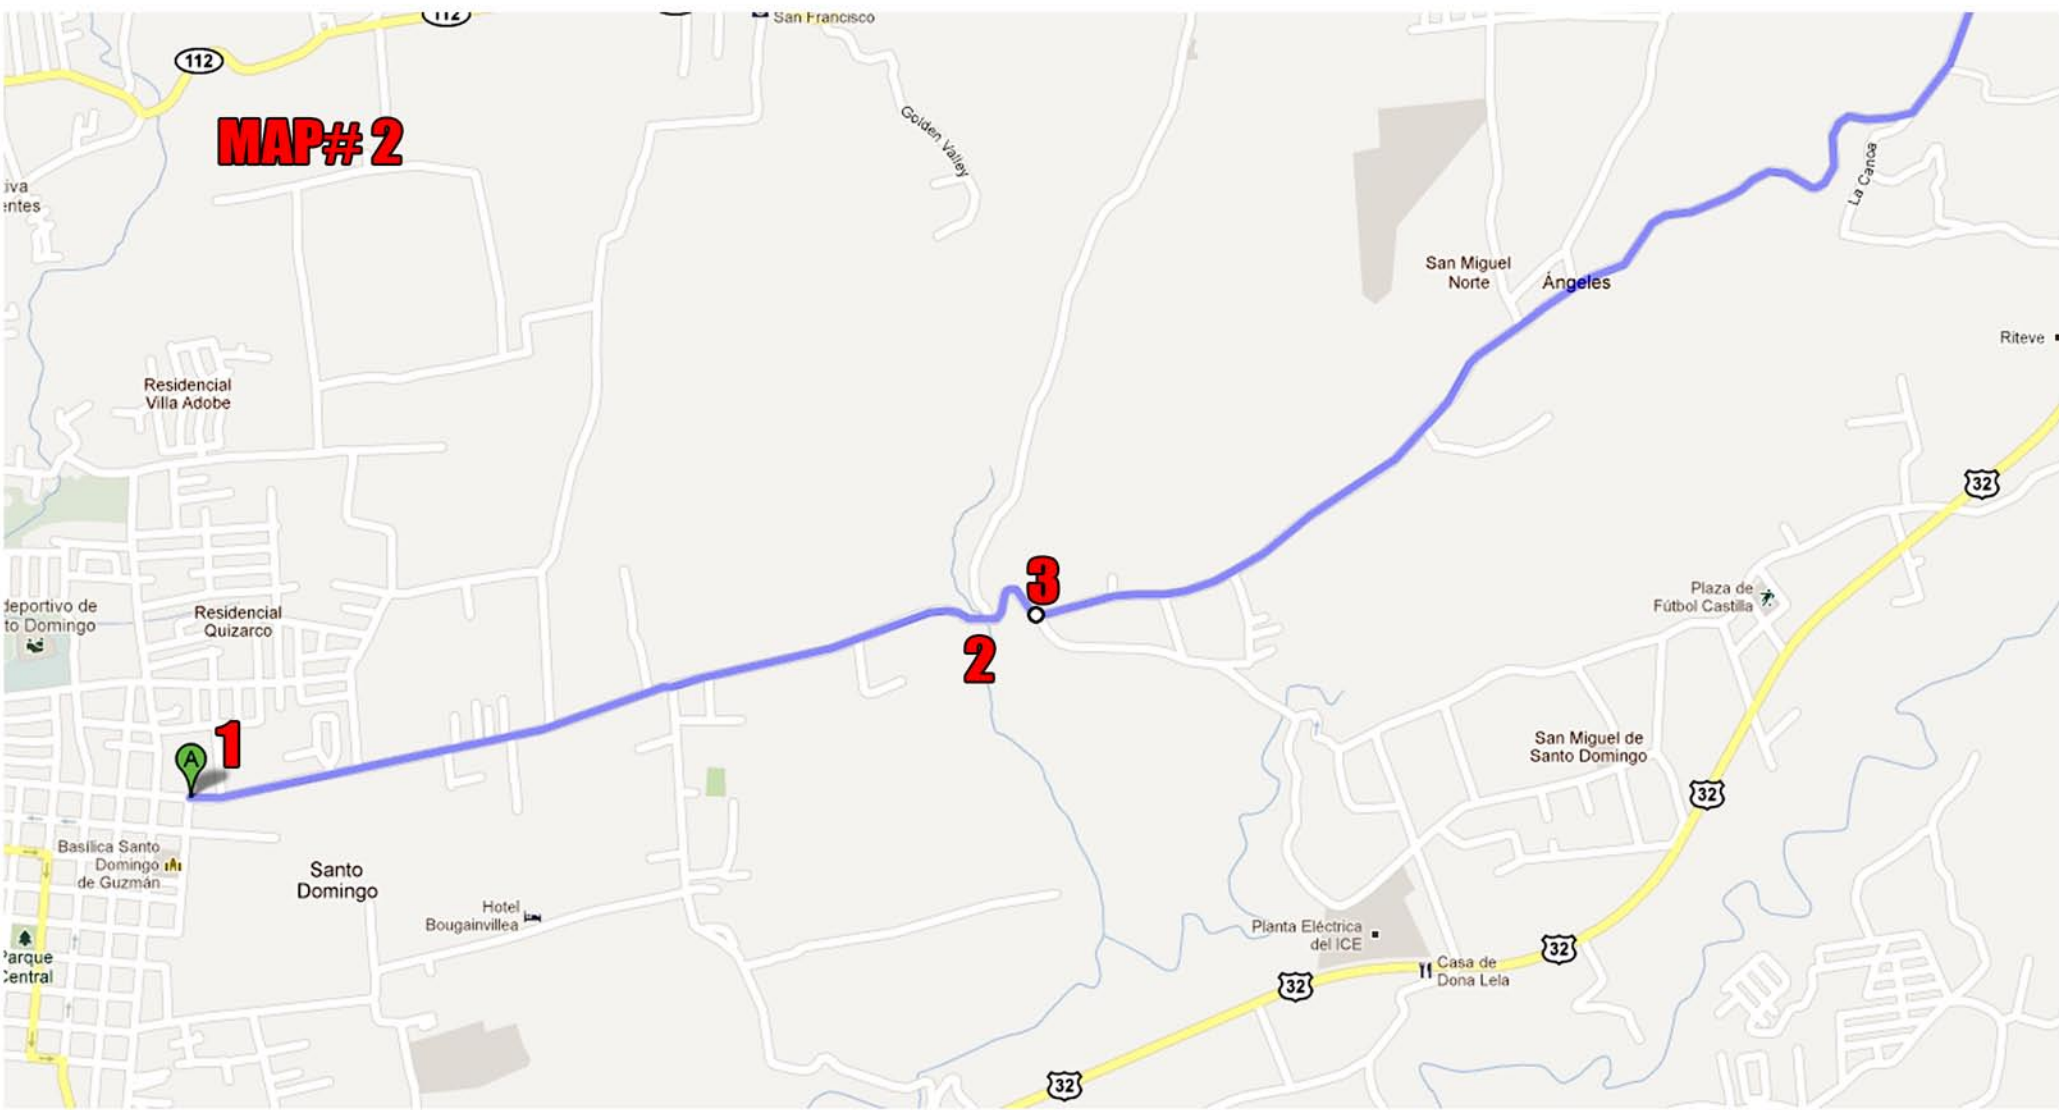 112
San Francisco
112
MAP# 2
Golden Valley
La Canoa
iva
entes
San Miguel
Norte
Ángeles
Riteve
Residencial
Villa Adobe
32
3
Plaza de
Fútbol Castilla
deportivo de
to Domingo
Residencial
Quizarco
2
1
A
San Miguel de
Santo Domingo
32
Basílica Santo
Domingo
de Guzmán
Santo
Domingo
Hotel
Bougainvillea
Planta Eléctrica
del ICE
32
Parque
Central
Casa de
Dona Lela
32
32